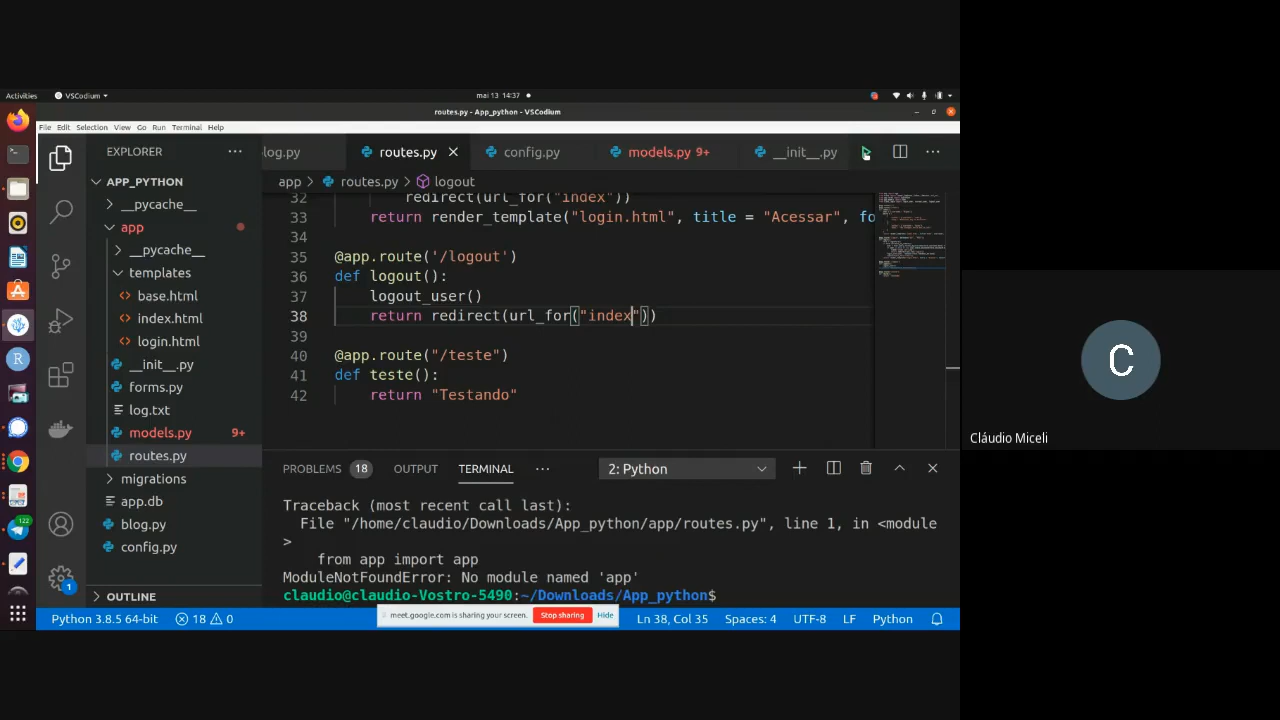 Activities
VSCodium
mai 13 14:37
routes.py - App_python - VSCodium
File Edit Selection View Go Run Terminal Help
EXPLORER
log.py
routes.py
config.py
models.py 9+
__init__.py
APP_PYTHON
app > routes.py > logout
__pycache__
app
__pycache__
templates
base.html
index.html
login.html
__init__.py
forms.py
log.txt
models.py 9+
routes.py
migrations
app.db
blog.py
config.py
OUTLINE
32 redirect(url_for("index"))
33 return render_template("login.html", title = "Acessar", fo
34
35 @app.route('/logout')
36 def logout():
37 logout_user()
38 return redirect(url_for("index"))
39
40 @app.route("/teste")
41 def teste():
42 return "Testando"
PROBLEMS 18 OUTPUT TERMINAL ··· 2: Python
Traceback (most recent call last):
File "/home/claudio/Downloads/App_python/app/routes.py", line 1, in <module
>
from app import app
ModuleNotFoundError: No module named 'app'
claudio@claudio-Vostro-5490:~/Downloads/App_python$
meet.google.com is sharing your screen. Stop sharing Hide
Python 3.8.5 64-bit 18 0 Ln 38, Col 35 Spaces: 4 UTF-8 LF Python
122
1
C
Cláudio Miceli